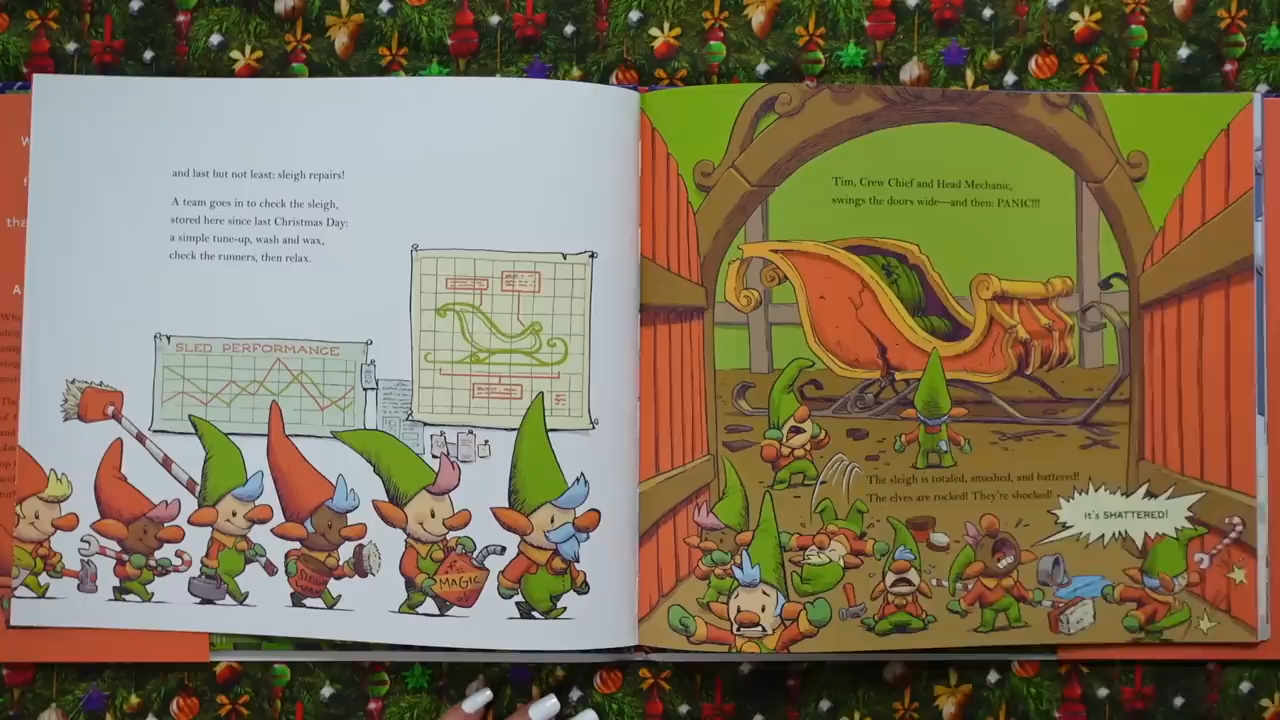 and last but not least: sleigh repairs!
A team goes in to check the sleigh,
stored here since last Christmas Day:
a simple tune-up, wash and wax,
check the runners, then relax.
SLED PERFORMANCE
MAGIC
Tim, Crew Chief and Head Mechanic,
swings the doors wide—and then: PANIC!!!
The sleigh is totaled, smashed, and battered!
The elves are rocked! They're shocked!
It's SHATTERED!